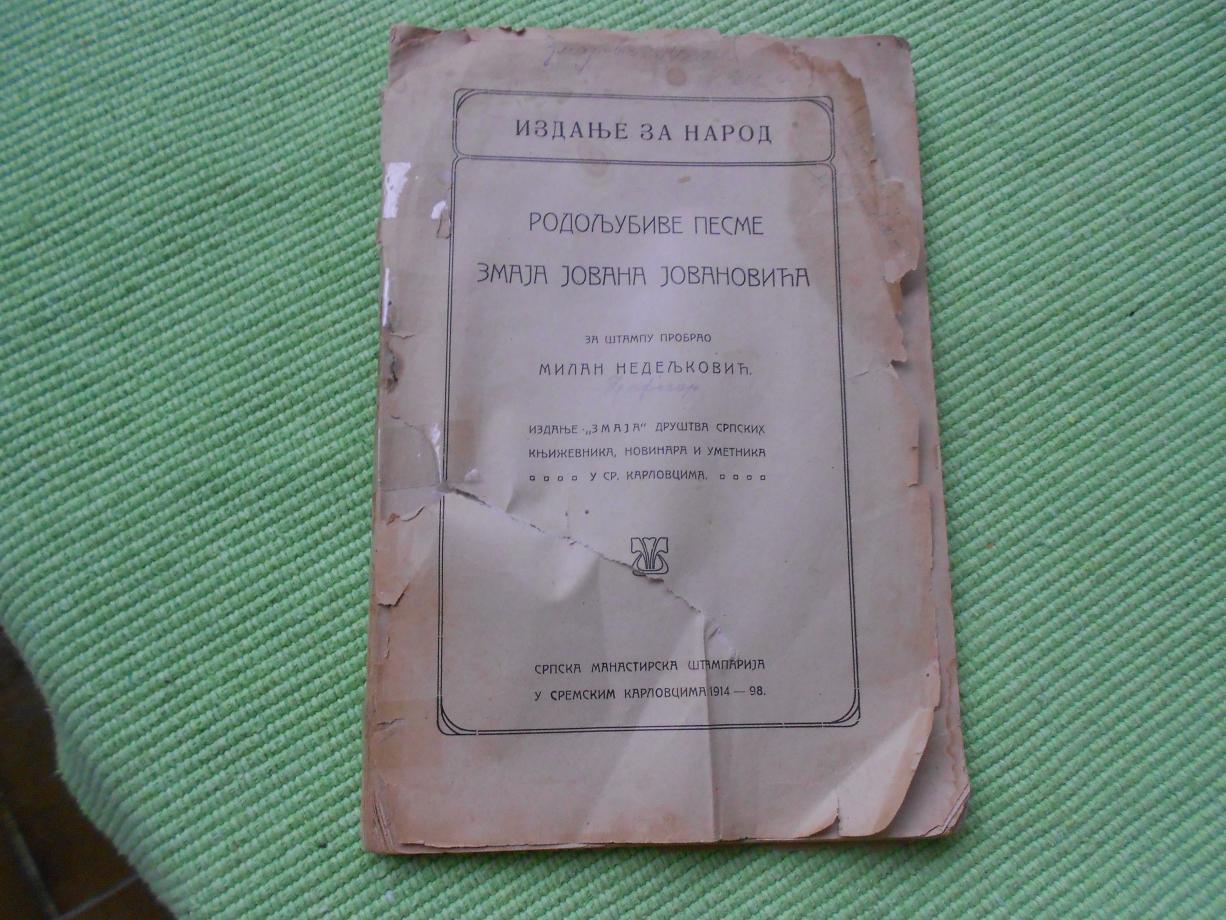 ИЗДАЊЕ ЗА НАРОД
РОДОЉУБИВЕ ПЕСМЕ
ЗМАЈА ЈОВАНА ЈОВАНОВИЋА
ЗА ШТАМПУ ПРОБРАО
МИЛАН НЕДЕЉКОВИЋ.
ИЗДАЊЕ „ЗМАЈА“ ДРУШТВА СРПСКИХ
КЊИЖЕВНИКА, НОВИНАРА И УМЕТНИКА
У СР. КАРЛОВЦИМА.
СРПСКА МАНАСТИРСКА ШТАМПАРИЈА
У СРЕМСКИМ КАРЛОВЦИМА 1914 — 98.